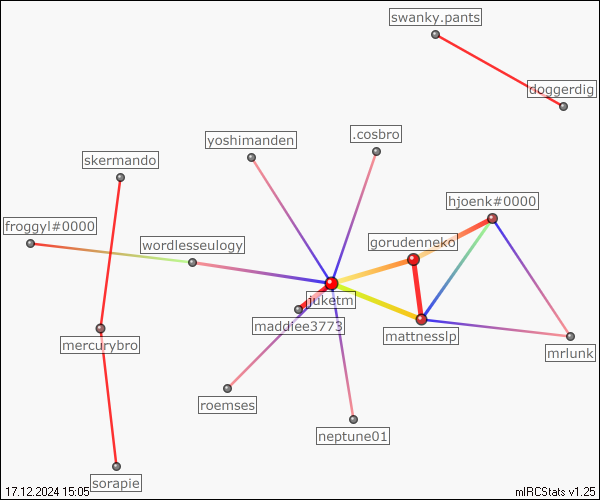 swanky.pants
doggerdig
.cosbro
yoshimanden
skermando
hjoenk#0000
froggyl#0000
wordlesseulogy
gorudenneko
juketm
maddiee3773
mattnesslp
mercurybro
mrlunk
roemses
neptune01
sorapie
17.12.2024 15:05
mIRCStats v1.25